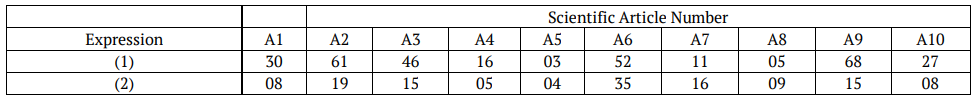 Scientific Article Number
Expression A1 A2 A3 A4 A5 A6 A7 A8 A9 A10
(1) 30 61 46 16 03 52 11 05 68 27
(2) 08 19 15 05 04 35 16 09 15 08